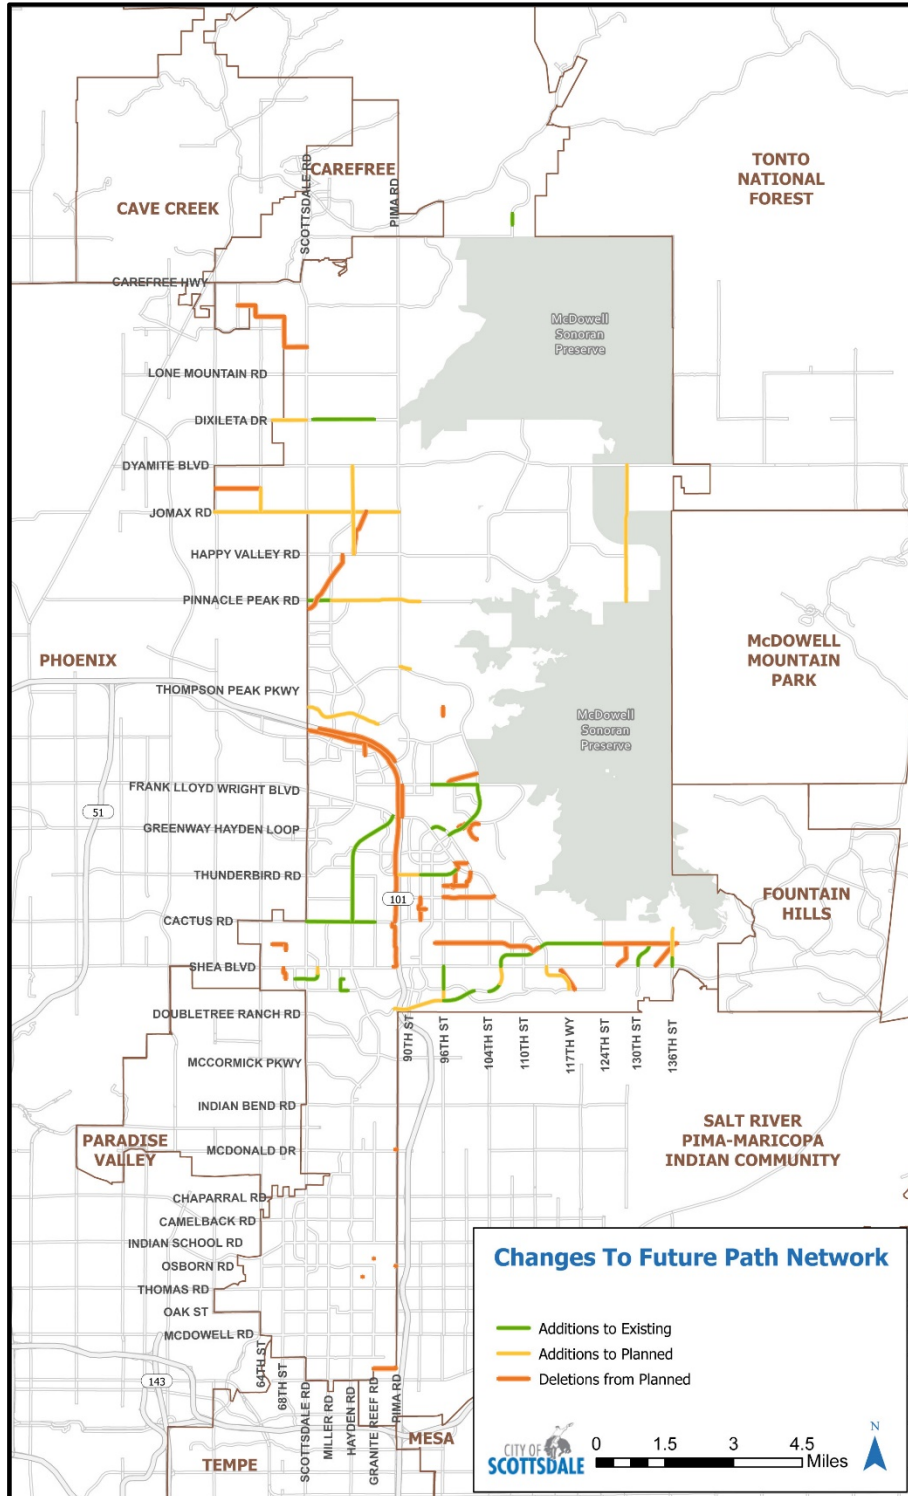 CAREFREE
TONTO
NATIONAL
FOREST
CAVE CREEK
SCOTTSDALE RD
PIMA RD
CAREFREE HWY
McDowell
Sonoran
Preserve
LONE MOUNTAIN RD
DIXILETA DR
DYAMITE BLVD
JOMAX RD
HAPPY VALLEY RD
PINNACLE PEAK RD
PHOENIX
McDOWELL
MOUNTAIN
PARK
THOMPSON PEAK PKWY
McDowell
Sonoran
Preserve
FRANK LLOYD WRIGHT BLVD
51
GREENWAY HAYDEN LOOP
THUNDERBIRD RD
101
FOUNTAIN
HILLS
CACTUS RD
SHEA BLVD
DOUBLETREE RANCH RD
90TH ST
96TH ST
104TH ST
110TH ST
117TH WY
124TH ST
130TH ST
136TH ST
MCCORMICK PKWY
INDIAN BEND RD
PARADISE
VALLEY
MCDONALD DR
SALT RIVER
PIMA-MARICOPA
INDIAN COMMUNITY
CHAPARRAL RD
CAMELBACK RD
INDIAN SCHOOL RD
OSBORN RD
THOMAS RD
OAK ST
MCDOWELL RD
143
64TH ST
68TH ST
SCOTTSDALE RD
MILLER RD
HAYDEN RD
GRANITE REEF RD
PIMA RD
TEMPE
MESA
Changes To Future Path Network
Additions to Existing
Additions to Planned
Deletions from Planned
CITY OF
SCOTTSDALE
0 1.5 3 4.5
Miles
N